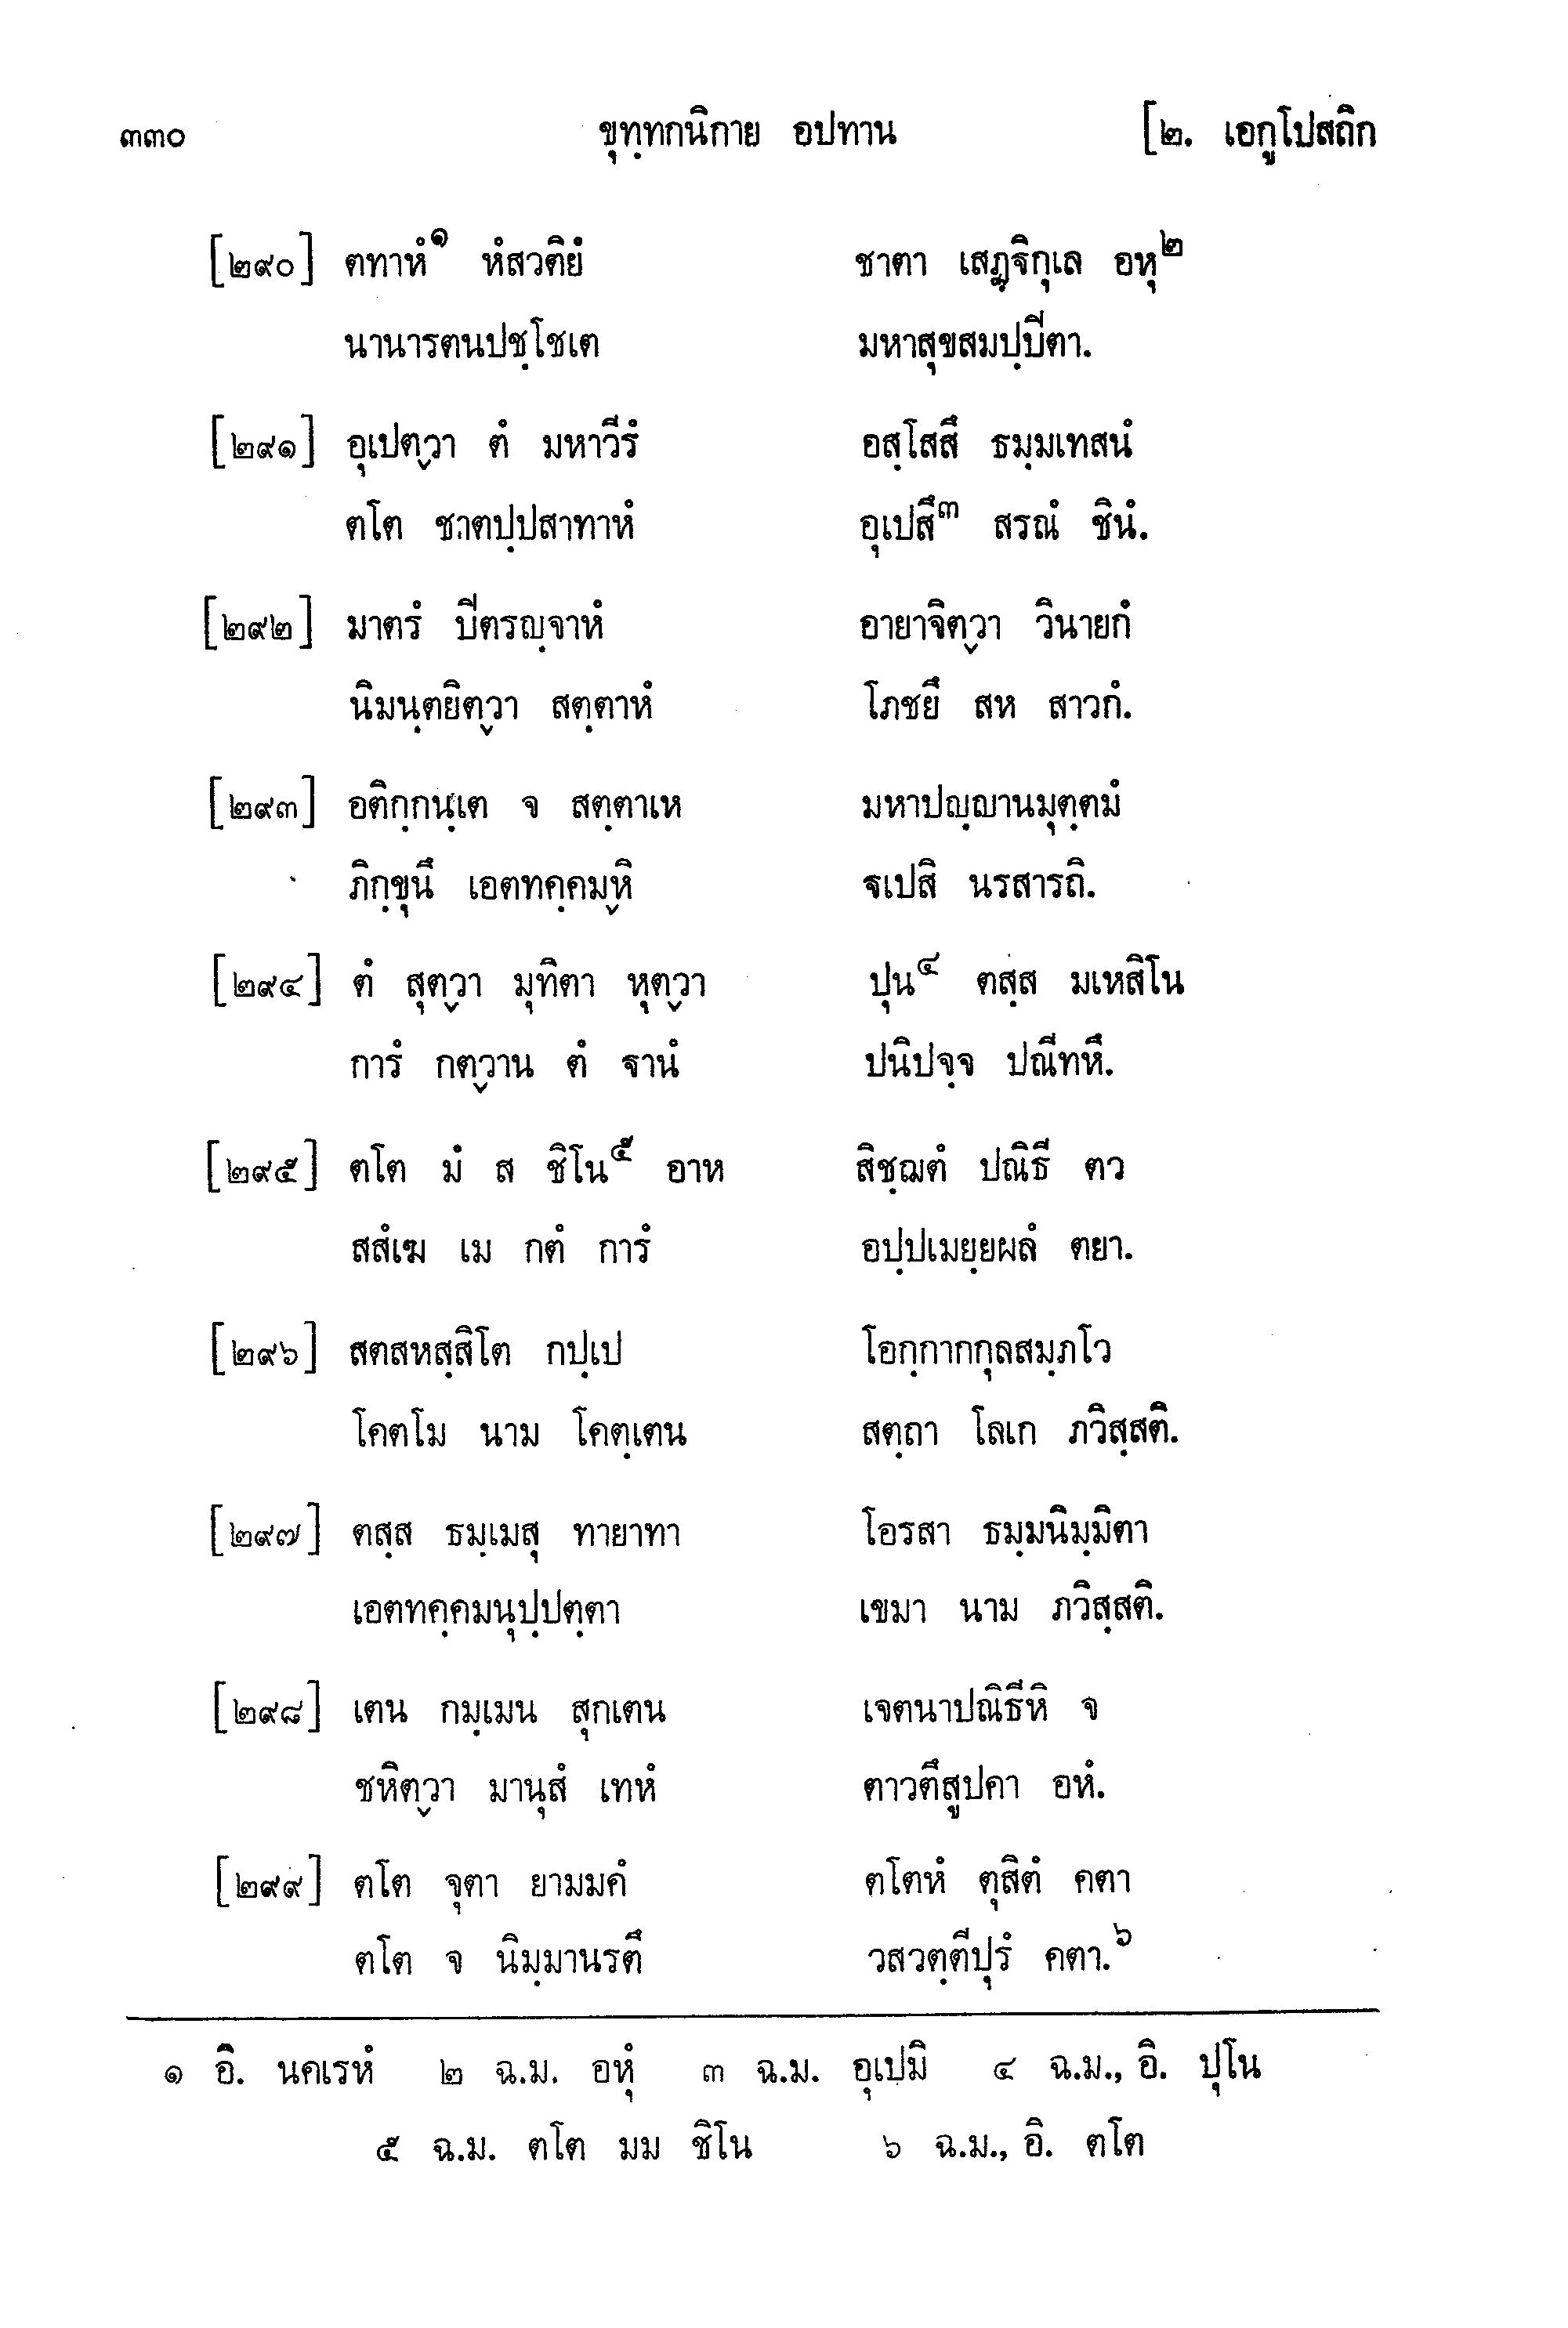 ๓๓๐ ขุทฺทกนิกาย อปทาน [๒. เอกูโปสถิก
[๒๙๐] ตทาหํ๑ หํสวติยํ ชาตา เสฏฺฐิกุเล อหุ๒
นานารตนปชฺโชเต มหาสุขสมปฺปีตา.
[๒๙๑] อุเปตฺวา ตํ มหาวีรํ อสฺโสสึ ธมฺมเทสนํ
ตโต ชาตปฺปสาทาหํ อุเปสึ๓ สรณํ ชินํ.
[๒๙๒] มาตรํ ปีตรญฺจาหํ อายาจิตฺวา วินายกํ
นิมนฺตยิตฺวา สตฺตาหํ โภชยึ สห สาวกํ.
[๒๙๓] อติกฺกนฺเต จ สตฺตาเห มหาปญฺญานมุตฺตมํ
ภิกฺขุนึ เอตทคฺคมฺหิ ฐเปสิ นรสารถิ.
[๒๙๔] ตํ สุตฺวา มุทิตา หุตฺวา ปุน๔ ตสฺส มเหสิโน
การํ กตฺวาน ตํ ฐานํ ปนิปจฺจ ปณีทหึ.
[๒๙๕] ตโต มํ ส ชิโน๕ อาห สิชฺฌตํ ปณิธี ตว
สสํเฆ เม กตํ การํ อปฺปเมยฺยผลํ ตยา.
[๒๙๖] สตสหสฺสิโต กปฺเป โอกฺกากกุลสมฺภโว
โคตโม นาม โคตฺเตน สตฺถา โลเก ภวิสฺสติ.
[๒๙๗] ตสฺส ธมฺเมสุ ทายาทา โอรสา ธมฺมนิมฺมิตา
เอตทคฺคมนุปฺปตฺตา เขมา นาม ภวิสฺสติ.
[๒๙๘] เตน กมฺเมน สุกเตน เจตนาปณิธีหิ จ
ชหิตฺวา มานุสํ เทหํ ตาวตึสูปคา อหํ.
[๒๙๙] ตโต จุตา ยามมคํ ตโตหํ ตุสิตํ คตา
ตโต จ นิมฺมานรตึ วสวตฺตีปุรํ คตา.๖
๑ อิ. นคเรหํ ๒ ฉ.ม. อหุํ ๓ ฉ.ม. อุเปมิ ๔ ฉ.ม., อิ. ปุโน
๕ ฉ.ม. ตโต มม ชิโน ๖ ฉ.ม., อิ. ตโต